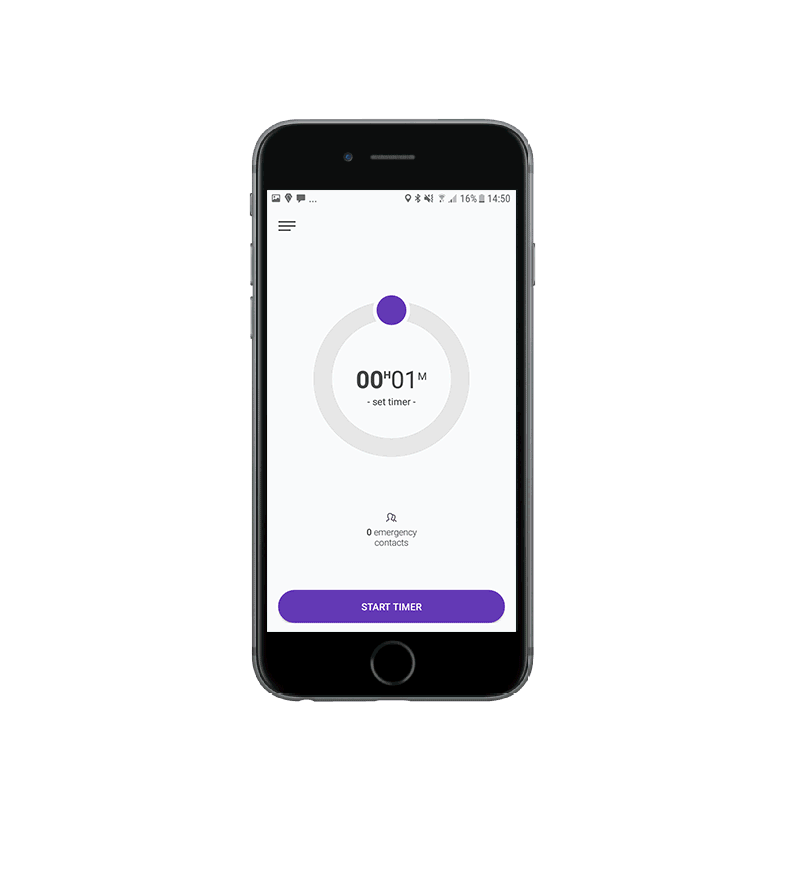 ... 16% 14:50
00H01M
- set timer -
0 emergency
contacts
START TIMER